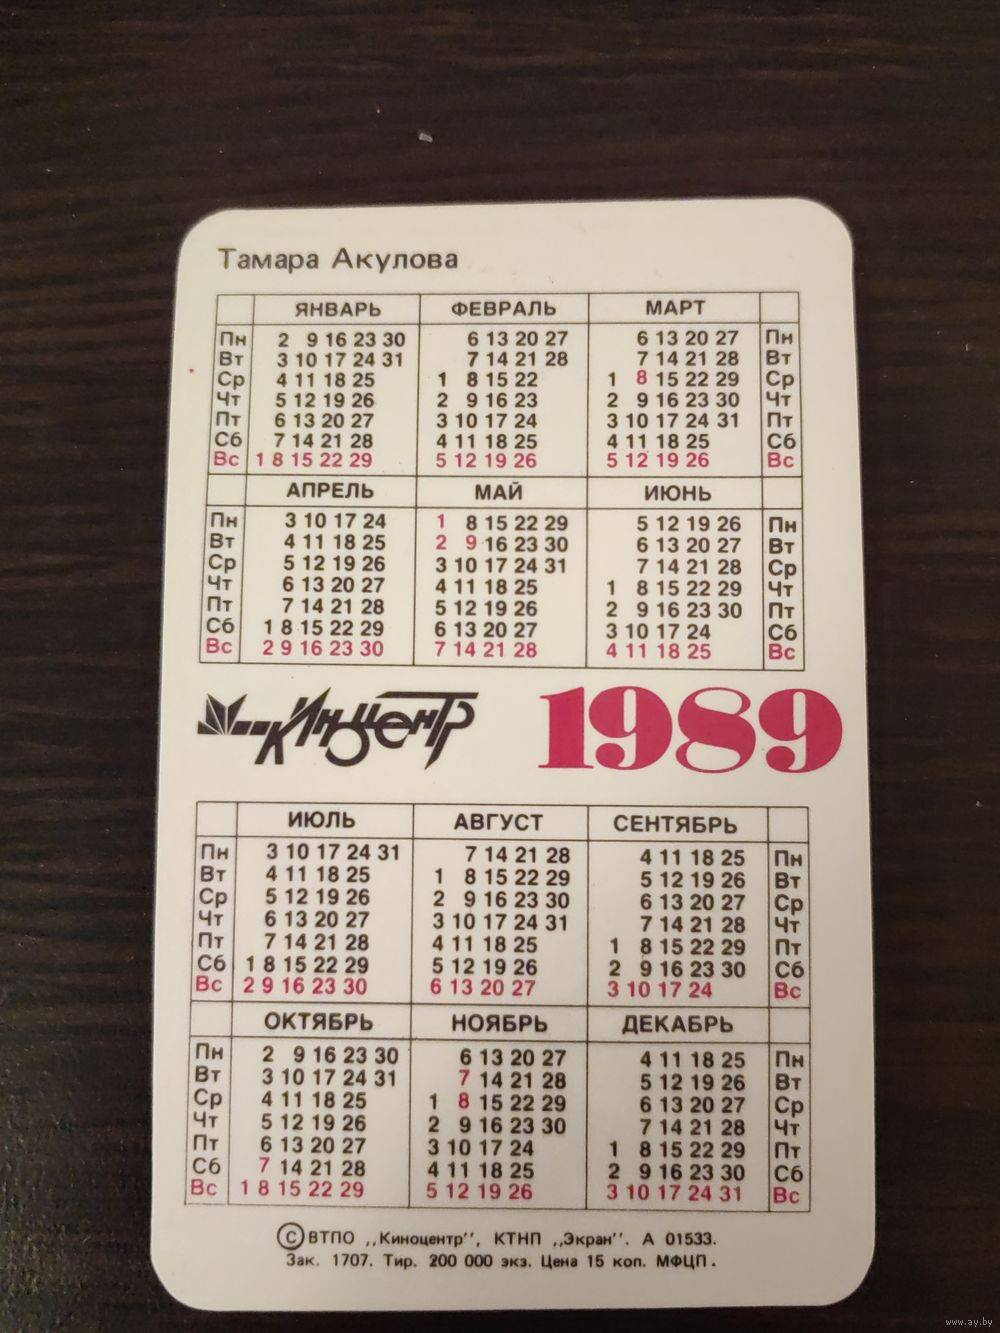 Тамара Акулова
ЯНВАРЬ ФЕВРАЛЬ МАРТ
Пн 2 9 16 23 30 6 13 20 27 6 13 20 27 Пн
Вт 3 10 17 24 31 7 14 21 28 7 14 21 28 Вт
Ср 4 11 18 25 1 8 15 22 1 8 15 22 29 Ср
Чт 5 12 19 26 2 9 16 23 2 9 16 23 30 Чт
Пт 6 13 20 27 3 10 17 24 3 10 17 24 31 Пт
Сб 7 14 21 28 4 11 18 25 4 11 18 25 Сб
Вс 1 8 15 22 29 5 12 19 26 5 12 19 26 Вс
АПРЕЛЬ МАЙ ИЮНЬ
Пн 3 10 17 24 1 8 15 22 29 5 12 19 26 Пн
Вт 4 11 18 25 2 9 16 23 30 6 13 20 27 Вт
Ср 5 12 19 26 3 10 17 24 31 7 14 21 28 Ср
Чт 6 13 20 27 4 11 18 25 1 8 15 22 29 Чт
Пт 7 14 21 28 5 12 19 26 2 9 16 23 30 Пт
Сб 1 8 15 22 29 6 13 20 27 3 10 17 24 Сб
Вс 2 9 16 23 30 7 14 21 28 4 11 18 25 Вс
Киноцентр 1989
ИЮЛЬ АВГУСТ СЕНТЯБРЬ
Пн 3 10 17 24 31 7 14 21 28 4 11 18 25 Пн
Вт 4 11 18 25 1 8 15 22 29 5 12 19 26 Вт
Ср 5 12 19 26 2 9 16 23 30 6 13 20 27 Ср
Чт 6 13 20 27 3 10 17 24 31 7 14 21 28 Чт
Пт 7 14 21 28 4 11 18 25 1 8 15 22 29 Пт
Сб 1 8 15 22 29 5 12 19 26 2 9 16 23 30 Сб
Вс 2 9 16 23 30 6 13 20 27 3 10 17 24 Вс
ОКТЯБРЬ НОЯБРЬ ДЕКАБРЬ
Пн 2 9 16 23 30 6 13 20 27 4 11 18 25 Пн
Вт 3 10 17 24 31 7 14 21 28 5 12 19 26 Вт
Ср 4 11 18 25 1 8 15 22 29 6 13 20 27 Ср
Чт 5 12 19 26 2 9 16 23 30 7 14 21 28 Чт
Пт 6 13 20 27 3 10 17 24 1 8 15 22 29 Пт
Сб 7 14 21 28 4 11 18 25 2 9 16 23 30 Сб
Вс 1 8 15 22 29 5 12 19 26 3 10 17 24 31 Вс
© ВТПО ,,Киноцентр'', КТНП ,,Экран''. А 01533.
Зак. 1707. Тир. 200 000 экз. Цена 15 коп. МФЦП.
www.ay.by